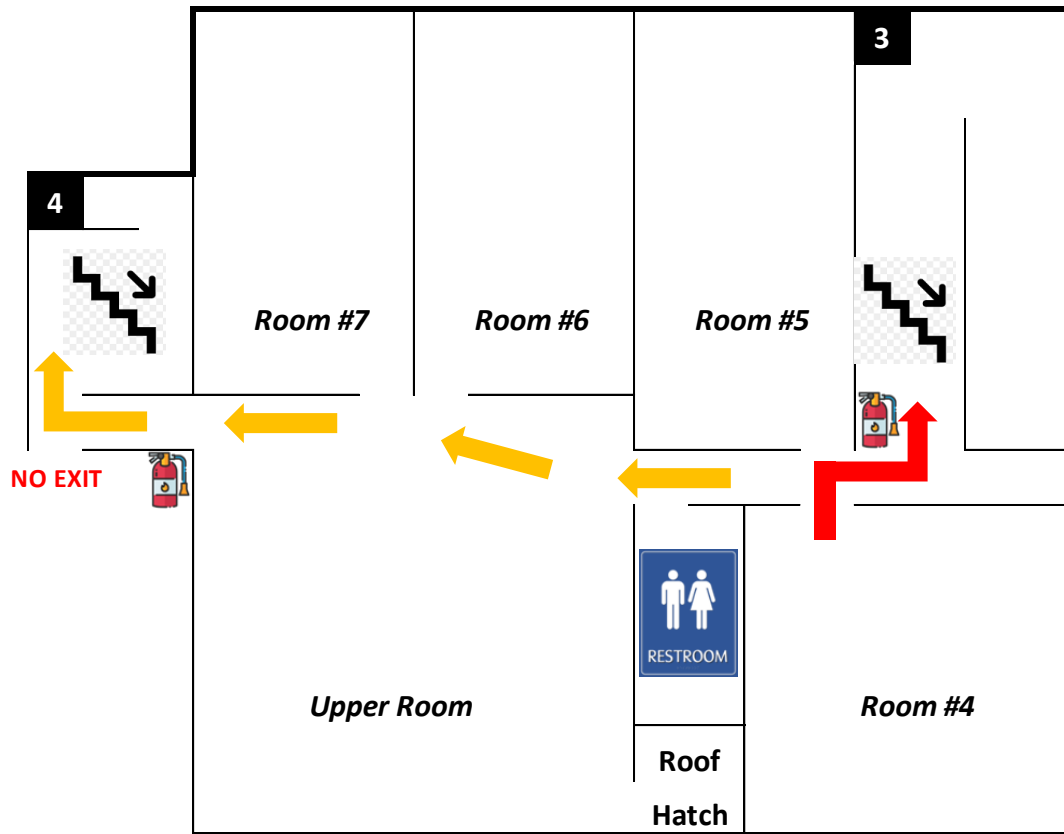 3
4
Room #7
Room #6
Room #5
NO EXIT
RESTROOM
Upper Room
Room #4
Roof
Hatch